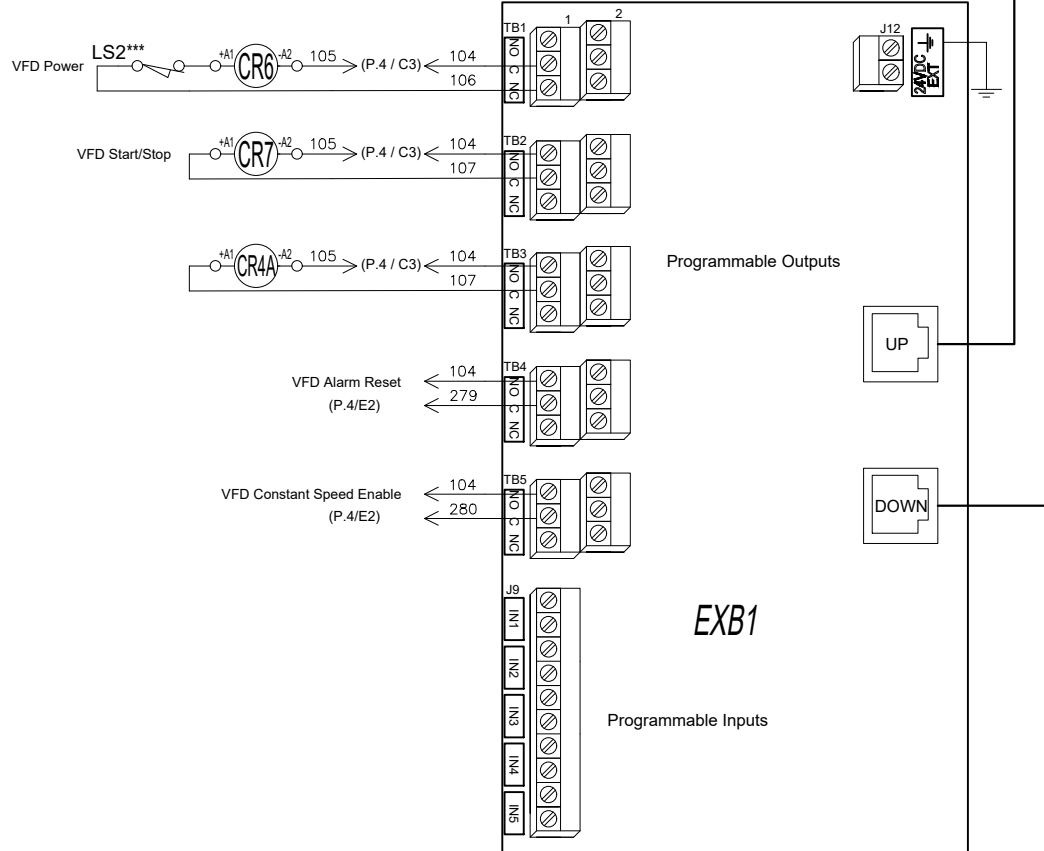 1 2
TB1 NO C NC
VFD Power LS2*** +A1 CR6 -A2 105 (P.4 / C3) 104
106
J12
24VDC EXT
TB2 NO C NC
VFD Start/Stop +A1 CR7 -A2 105 (P.4 / C3) 104
107
TB3 NO C NC
+A1 CR4A -A2 105 (P.4 / C3) 104
107
Programmable Outputs
UP
TB4 NO C NC
VFD Alarm Reset 104
(P.4/E2) 279
TB5 NO C NC
VFD Constant Speed Enable 104
(P.4/E2) 280
DOWN
J9
IN1
IN2
IN3
IN4
IN5
EXB1
Programmable Inputs